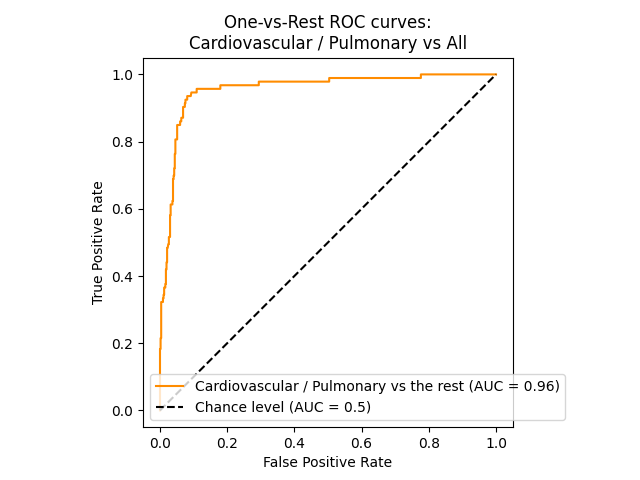 One-vs-Rest ROC curves:
Cardiovascular / Pulmonary vs All
True Positive Rate
1.0
0.8
0.6
0.4
0.2
0.0
Cardiovascular / Pulmonary vs the rest (AUC = 0.96)
Chance level (AUC = 0.5)
0.0 0.2 0.4 0.6 0.8 1.0
False Positive Rate